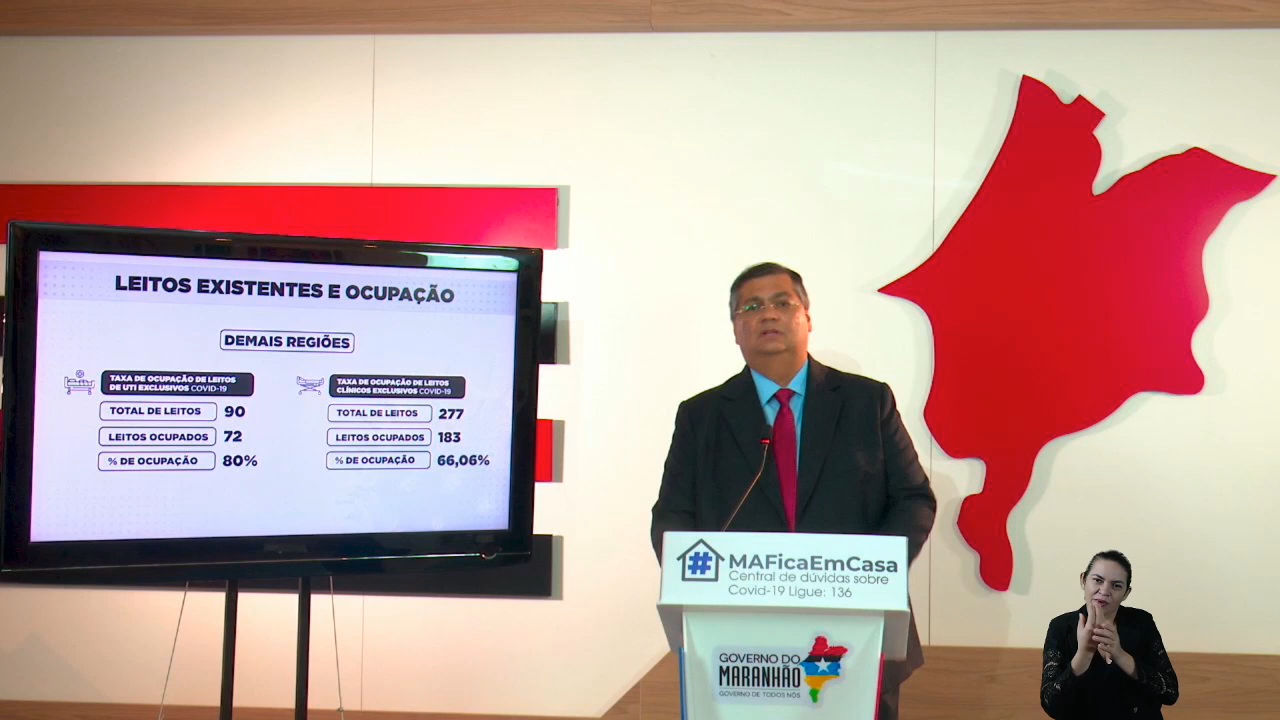 LEITOS EXISTENTES E OCUPAÇÃO
DEMAIS REGIÕES
TAXA DE OCUPAÇÃO DE LEITOS
DE UTI EXCLUSIVOS COVID-19
TOTAL DE LEITOS 90
LEITOS OCUPADOS 72
% DE OCUPAÇÃO 80%
TAXA DE OCUPAÇÃO DE LEITOS
CLÍNICOS EXCLUSIVOS COVID-19
TOTAL DE LEITOS 277
LEITOS OCUPADOS 183
% DE OCUPAÇÃO 66,06%
# MAFicaEmCasa
Central de dúvidas sobre
Covid-19 Ligue: 136
GOVERNO DO
MARANHÃO
GOVERNO DE TODOS NÓS